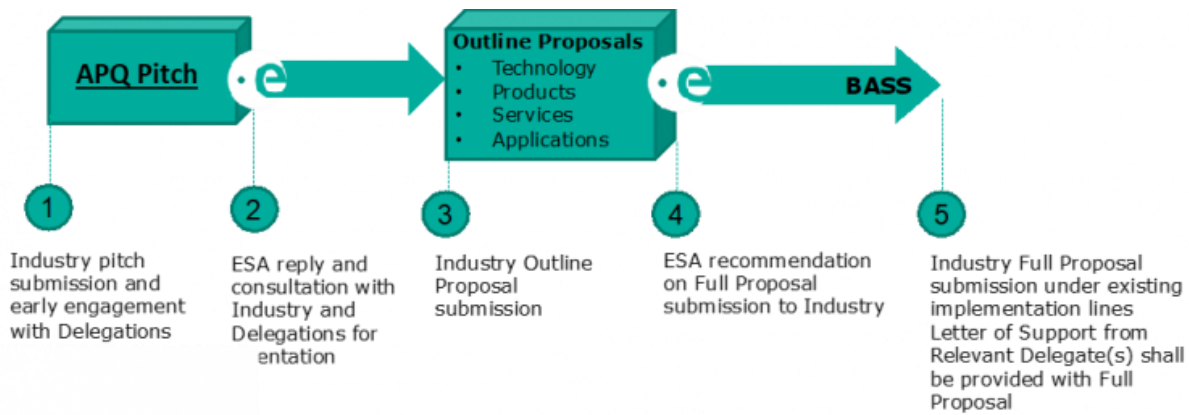 APQ Pitch
e
Outline Proposals
• Technology
• Products
• Services
• Applications
e
BASS
1
2
3
4
5
Industry pitch
submission and
early engagement
with Delegations
ESA reply and
consultation with
Industry and
Delegations for
entation
Industry Outline
Proposal
submission
ESA recommendation
on Full Proposal
submission to Industry
Industry Full Proposal
submission under existing
implementation lines
Letter of Support from
Relevant Delegate(s) shall
be provided with Full
Proposal